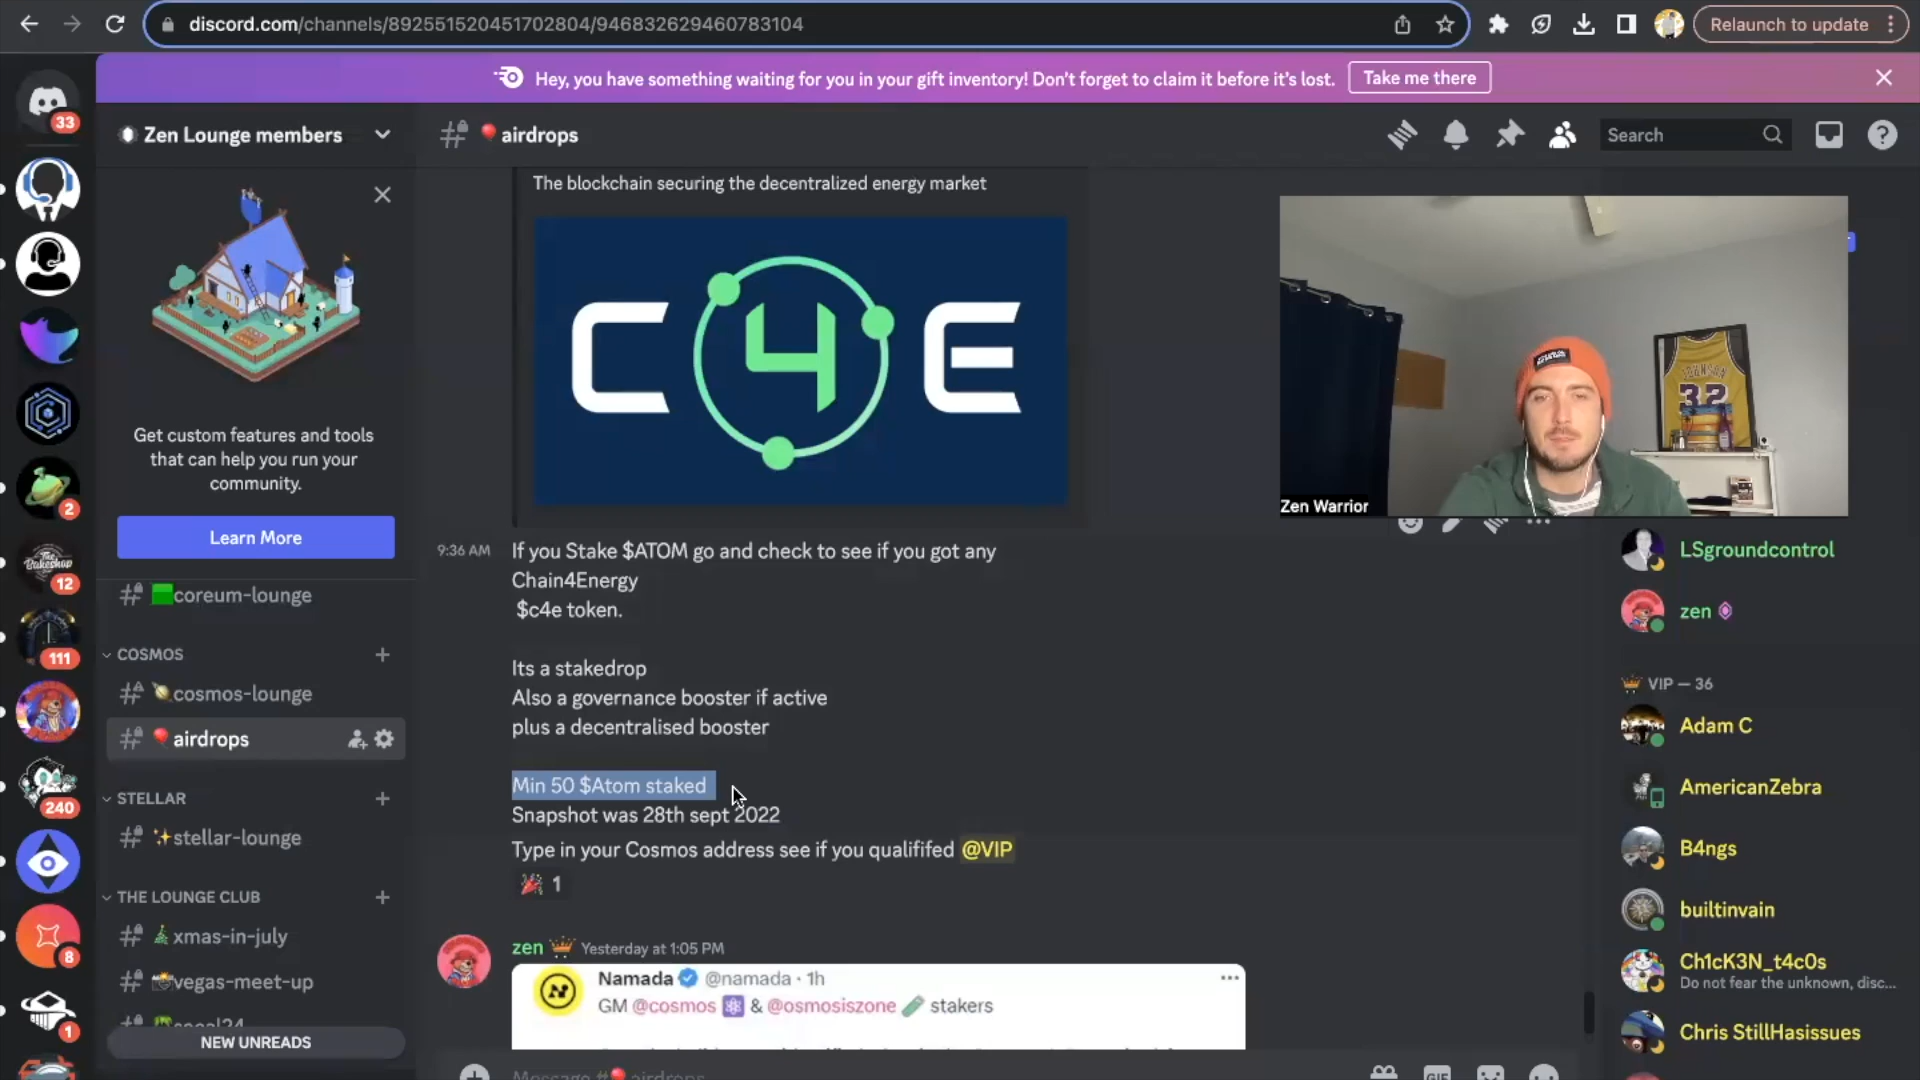 discord.com/channels/892551520451702804/946832629460783104
Relaunch to update
Hey, you have something waiting for you in your gift inventory! Don't forget to claim it before it's lost.
Take me there
33
Zen Lounge members
airdrops
Search
The blockchain securing the decentralized energy market
C4E
JOHNSON
32
Zen Warrior
Get custom features and tools
that can help you run your
community.
Learn More
9:36 AM
If you Stake $ATOM go and check to see if you got any
Chain4Energy
$c4e token.
Its a stakedrop
Also a governance booster if active
plus a decentralised booster
Min 50 $Atom staked
Snapshot was 28th sept 2022
Type in your Cosmos address see if you qualififed @VIP
1
zen
Yesterday at 1:05 PM
Namada @namada · 1h
GM @cosmos & @osmosiszone stakers
Message # airdrops
GIF
coreum-lounge
COSMOS
cosmos-lounge
airdrops
STELLAR
stellar-lounge
THE LOUNGE CLUB
xmas-in-july
vegas-meet-up
NEW UNREADS
2
The
Bakeshop
12
111
240
8
1
LSgroundcontrol
zen
VIP — 36
Adam C
AmericanZebra
B4ngs
builtinvain
Ch1cK3N_t4c0s
Do not fear the unknown, disc...
Chris StillHasissues